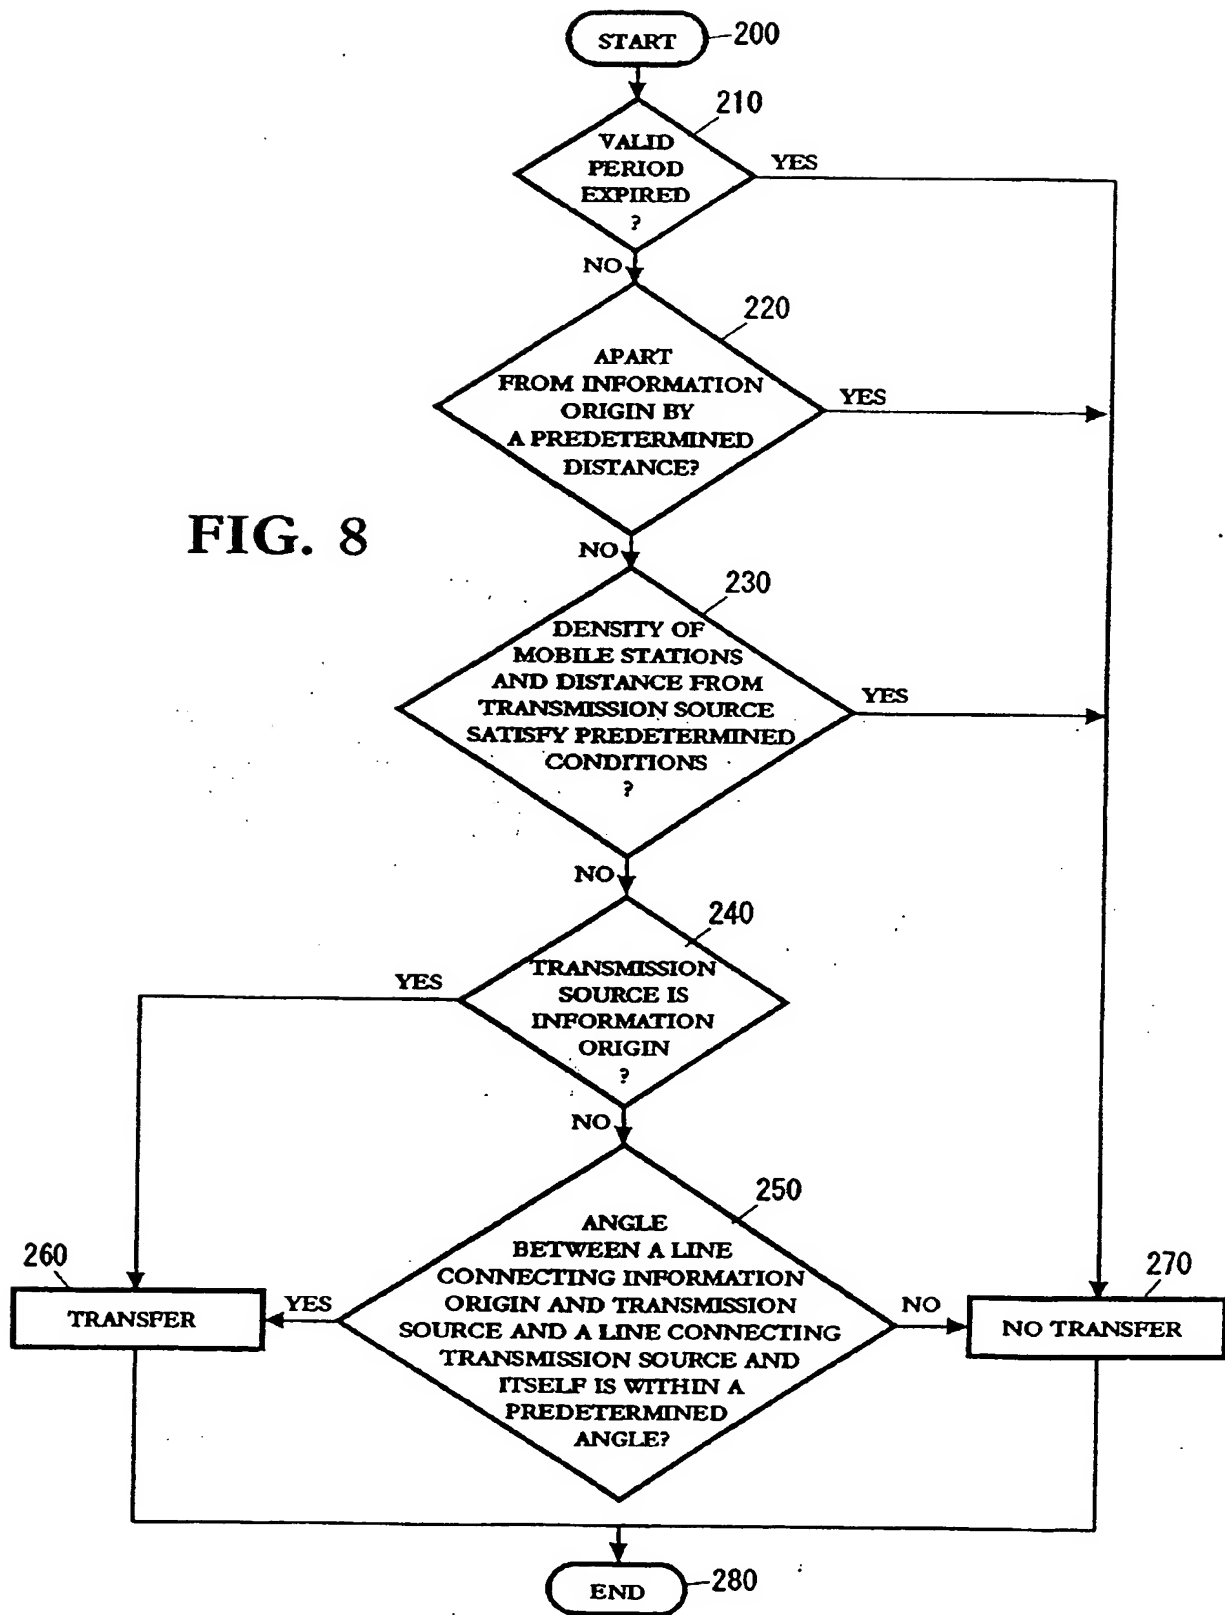 START
200
210
VALID
PERIOD
EXPIRED
?
YES
NO
220
APART
FROM INFORMATION
ORIGIN BY
A PREDETERMINED
DISTANCE?
YES
FIG. 8
NO
230
DENSITY OF
MOBILE STATIONS
AND DISTANCE FROM
TRANSMISSION SOURCE
SATISFY PREDETERMINED
CONDITIONS
?
YES
NO
240
TRANSMISSION
SOURCE IS
INFORMATION
ORIGIN
?
YES
NO
250
ANGLE
BETWEEN A LINE
CONNECTING INFORMATION
ORIGIN AND TRANSMISSION
SOURCE AND A LINE CONNECTING
TRANSMISSION SOURCE AND
ITSELF IS WITHIN A
PREDETERMINED
ANGLE?
260
TRANSFER
YES
NO
270
NO TRANSFER
END
280